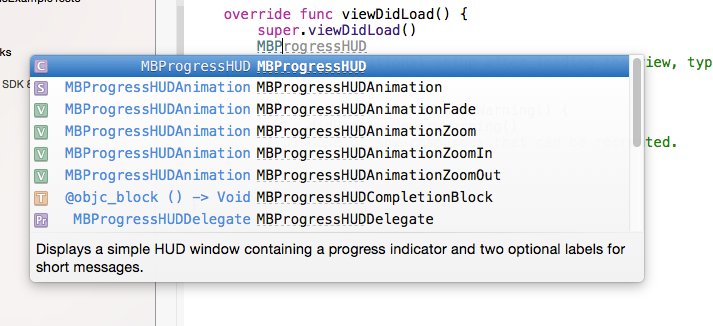 override func viewDidLoad() {
super.viewDidLoad()
MBProgressHUD
C MBProgressHUD MBProgressHUD
S MBProgressHUDAnimation MBProgressHUDAnimation
V MBProgressHUDAnimation MBProgressHUDAnimationFade
V MBProgressHUDAnimation MBProgressHUDAnimationZoom
V MBProgressHUDAnimation MBProgressHUDAnimationZoomIn
V MBProgressHUDAnimation MBProgressHUDAnimationZoomOut
T @objc_block () -> Void MBProgressHUDCompletionBlock
Pr MBProgressHUDDelegate MBProgressHUDDelegate
Displays a simple HUD window containing a progress indicator and two optional labels for
short messages.
iew, typ
ted.
ks
SDK 8